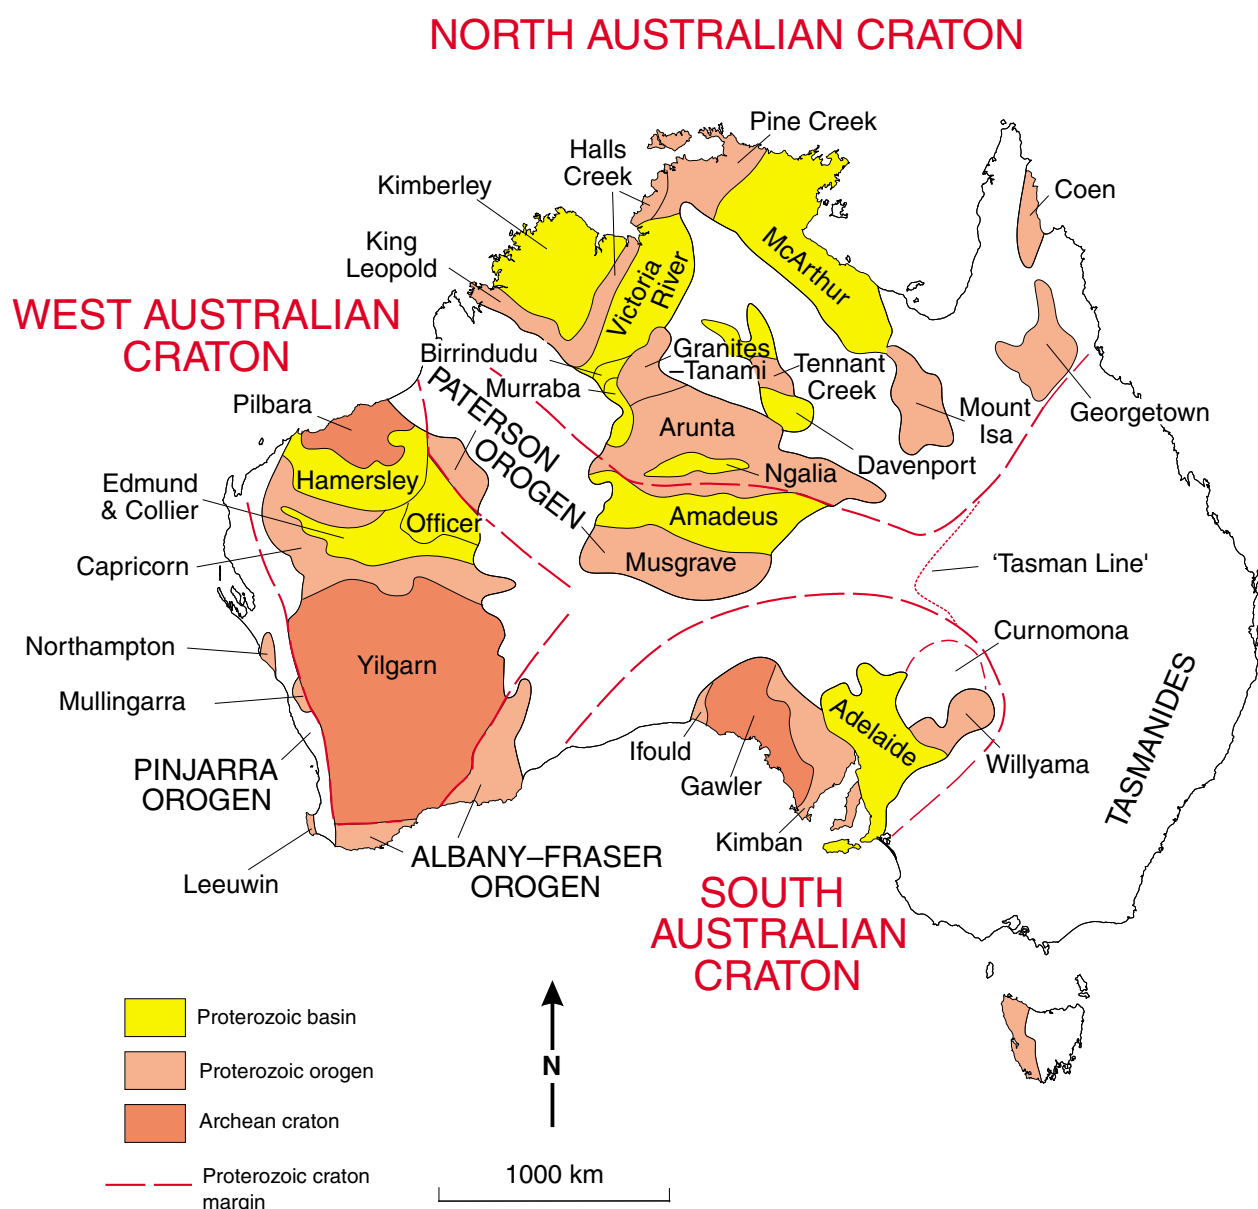 NORTH AUSTRALIAN CRATON
Pine Creek
Halls
Creek
Kimberley
Coen
King
Leopold
McArthur
Victoria
River
WEST AUSTRALIAN
CRATON
Birrindudu
Granites
–Tanami
Tennant
Creek
Murraba
PATERSON
OROGEN
Pilbara
Mount
Isa
Georgetown
Arunta
Davenport
Ngalia
Hamersley
Edmund
& Collier
Officer
Amadeus
Capricorn
Musgrave
‘Tasman Line'
Curnomona
Northampton
Yilgarn
Mullingarra
TASMANIDES
Adelaide
Ifould
Willyama
Gawler
PINJARRA
OROGEN
Kimban
ALBANY–FRASER
OROGEN
Leeuwin
SOUTH
AUSTRALIAN
CRATON
Proterozoic basin
Proterozoic orogen
N
Archean craton
Proterozoic craton
margin
1000 km